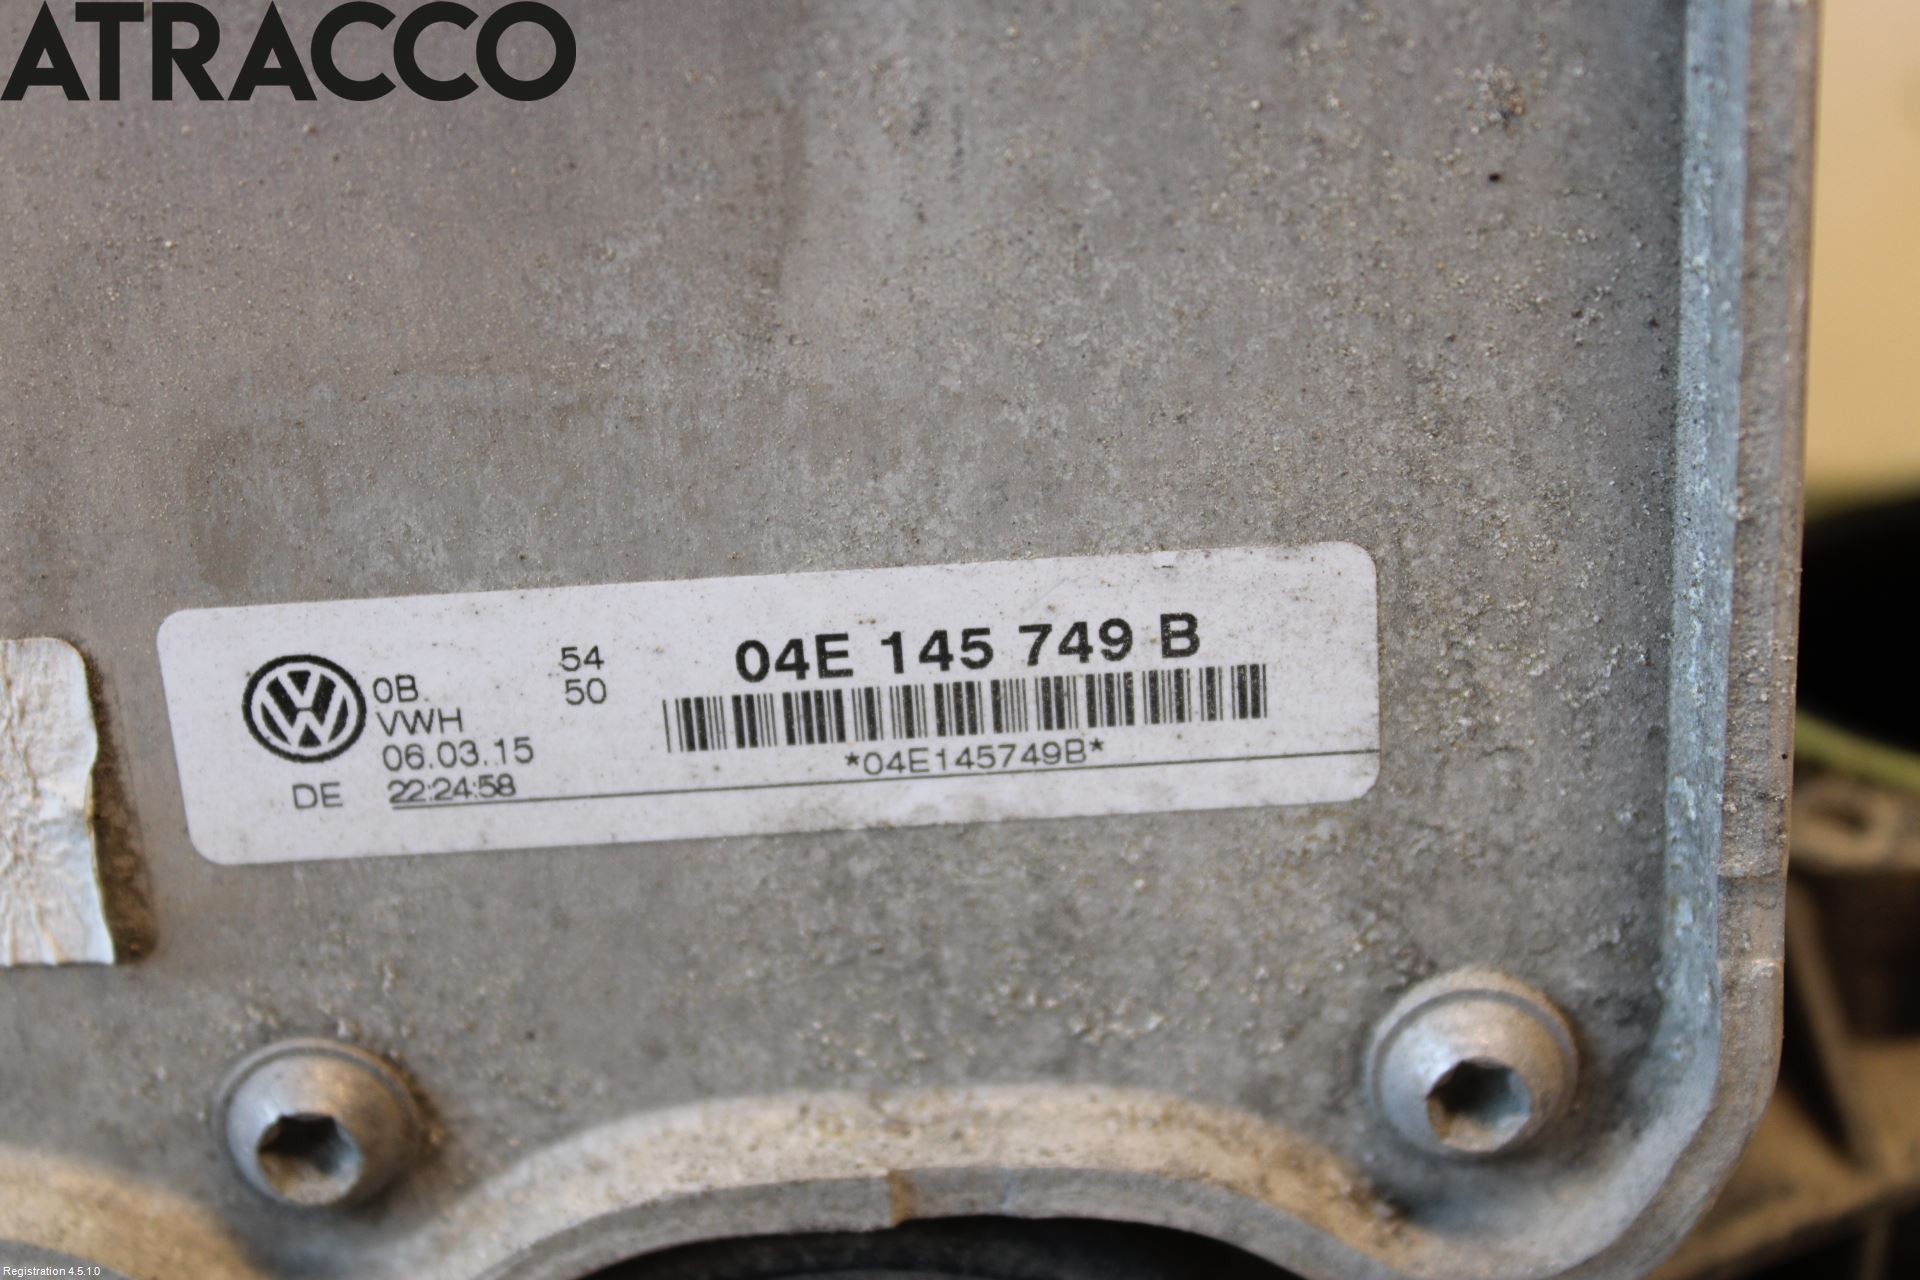 ATRACCO
54
04E 145 749 B
0B.
50
VWH
06.03.15
*04E145749B*
DE
22:24:58
Registration 4.5.1.0